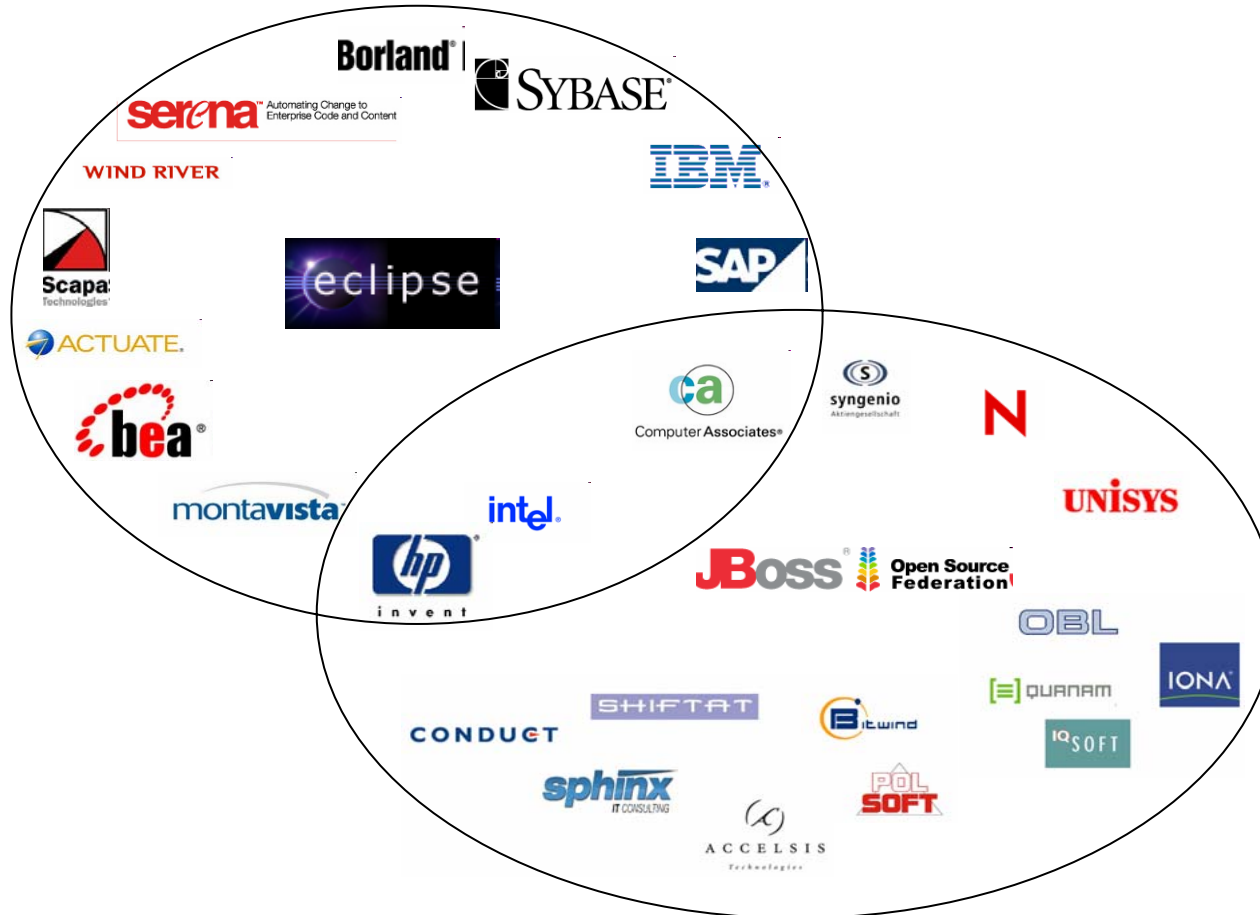 Borland®
SYBASE®
serena™ Automating Change to
Enterprise Code and Content
IBM®
WIND RIVER
eclipse
SAP
Scapa
Technologies
ACTUATE®
ca
Computer Associates®
S
syngenio
Aktiengesellschaft
N
bea®
montavista
intel®
UNISYS
hp®
invent
JBoss® Open Source
Federation
OBL
IONA
QUANAM
SHIFTAT
Bitwind
CONDUCT
IQSOFT
sphinx
IT CONSULTING
POL
SOFT
ACCELSIS
Technologies